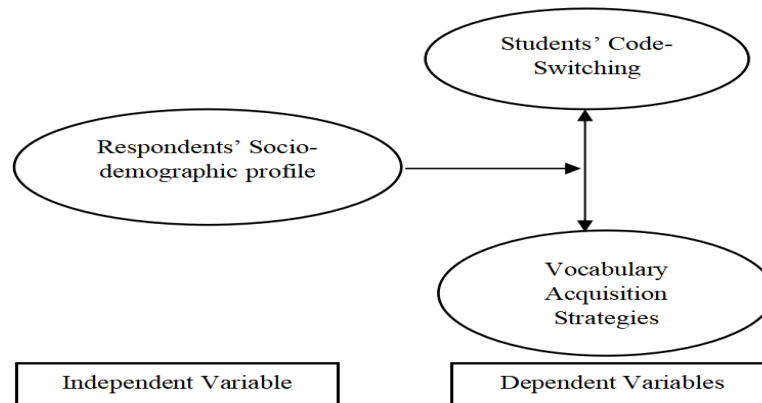 Students' Code-
Switching
Respondents' Socio-
demographic profile
Vocabulary
Acquisition
Strategies
Independent Variable
Dependent Variables